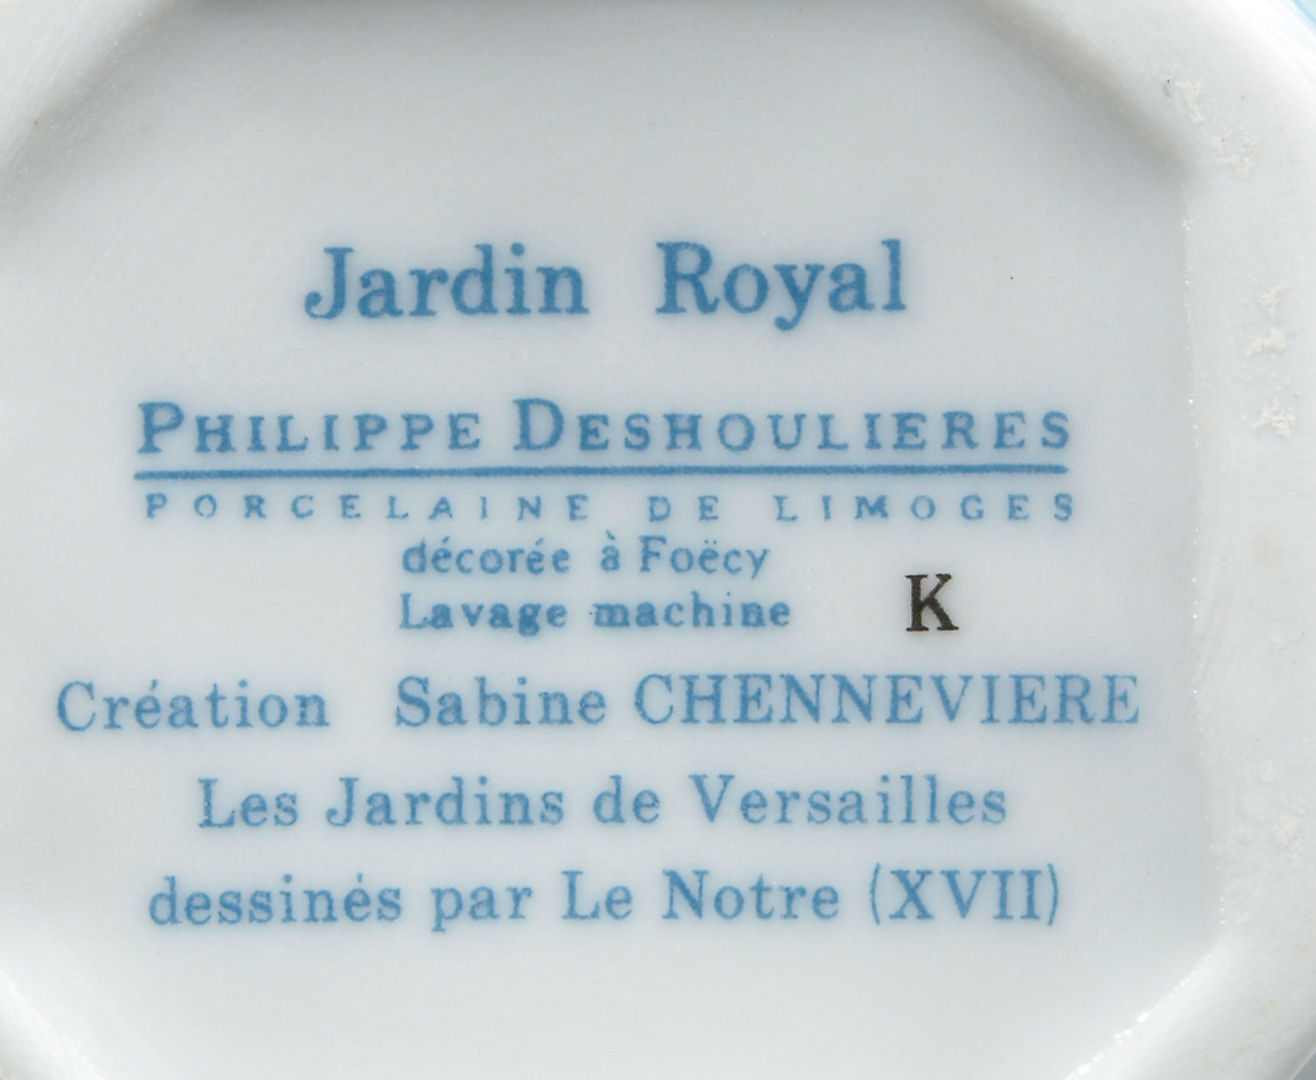 Jardin Royal
PHILIPPE DESHOULIERES
PORCELAINE DE LIMOGES
décorée à Foëcy
Lavage machine K
Création Sabine CHENNEVIERE
Les Jardins de Versailles
dessinés par Le Notre (XVII)